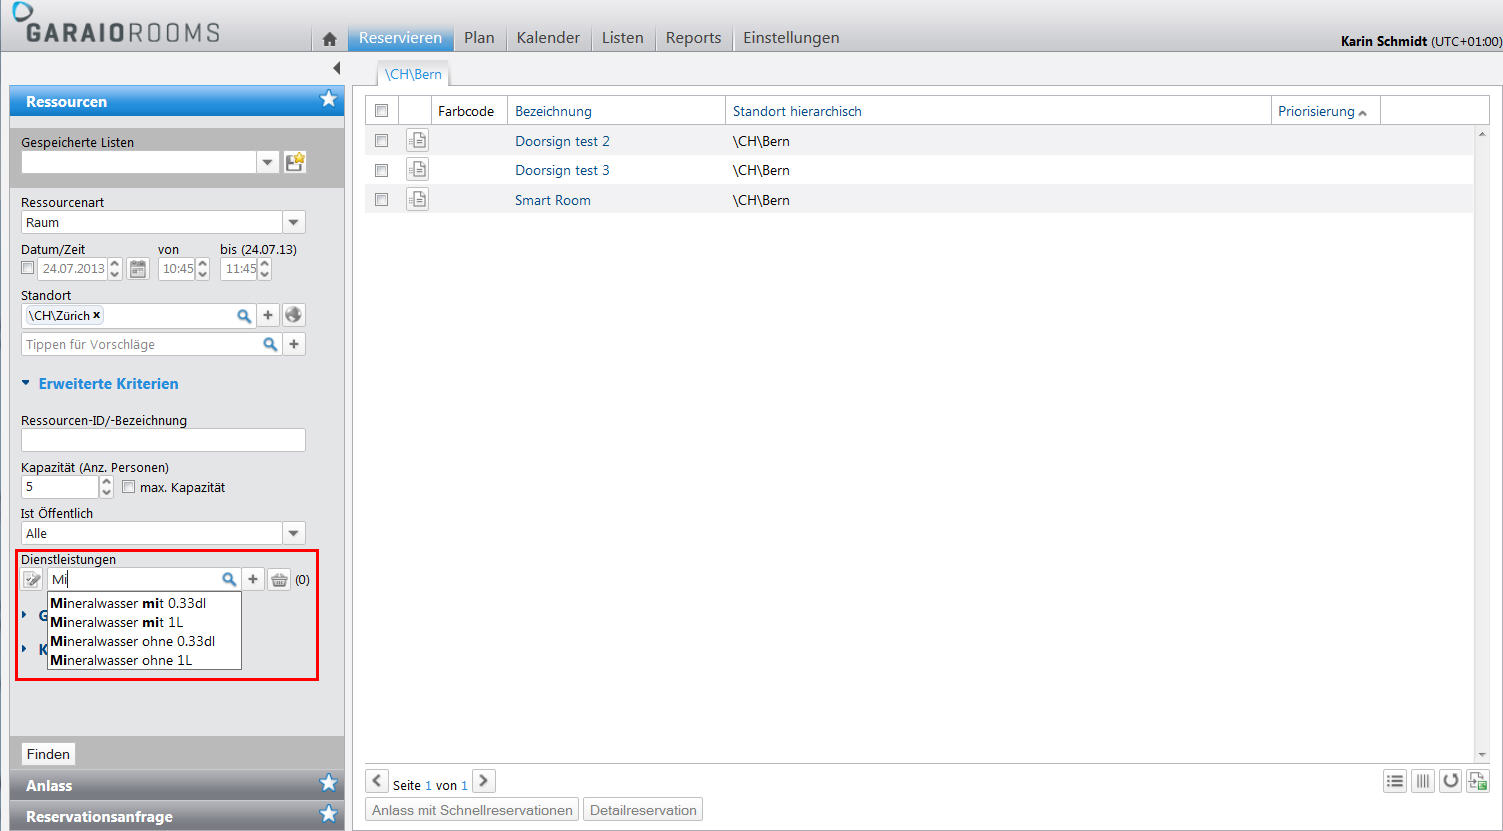 GARAIOROOMS
Reservieren Plan Kalender Listen Reports Einstellungen
Karin Schmidt (UTC+01:00)
Ressourcen
Gespeicherte Listen
Ressourcenart
Raum
Datum/Zeit von bis (24.07.13)
24.07.2013 10:45 11:45
Standort
\CH\Zürich x
Tippen für Vorschläge
Erweiterte Kriterien
Ressourcen-ID/-Bezeichnung
Kapazität (Anz. Personen)
5 max. Kapazität
Ist Öffentlich
Alle
Dienstleistungen
Mi (0)
Mineralwasser mit 0.33dl
Mineralwasser mit 1L
Mineralwasser ohne 0.33dl
Mineralwasser ohne 1L
Finden
Anlass
Reservationsanfrage
\CH\Bern
Farbcode Bezeichnung Standort hierarchisch Priorisierung
Doorsign test 2 \CH\Bern
Doorsign test 3 \CH\Bern
Smart Room \CH\Bern
Seite 1 von 1
Anlass mit Schnellreservationen Detailreservation